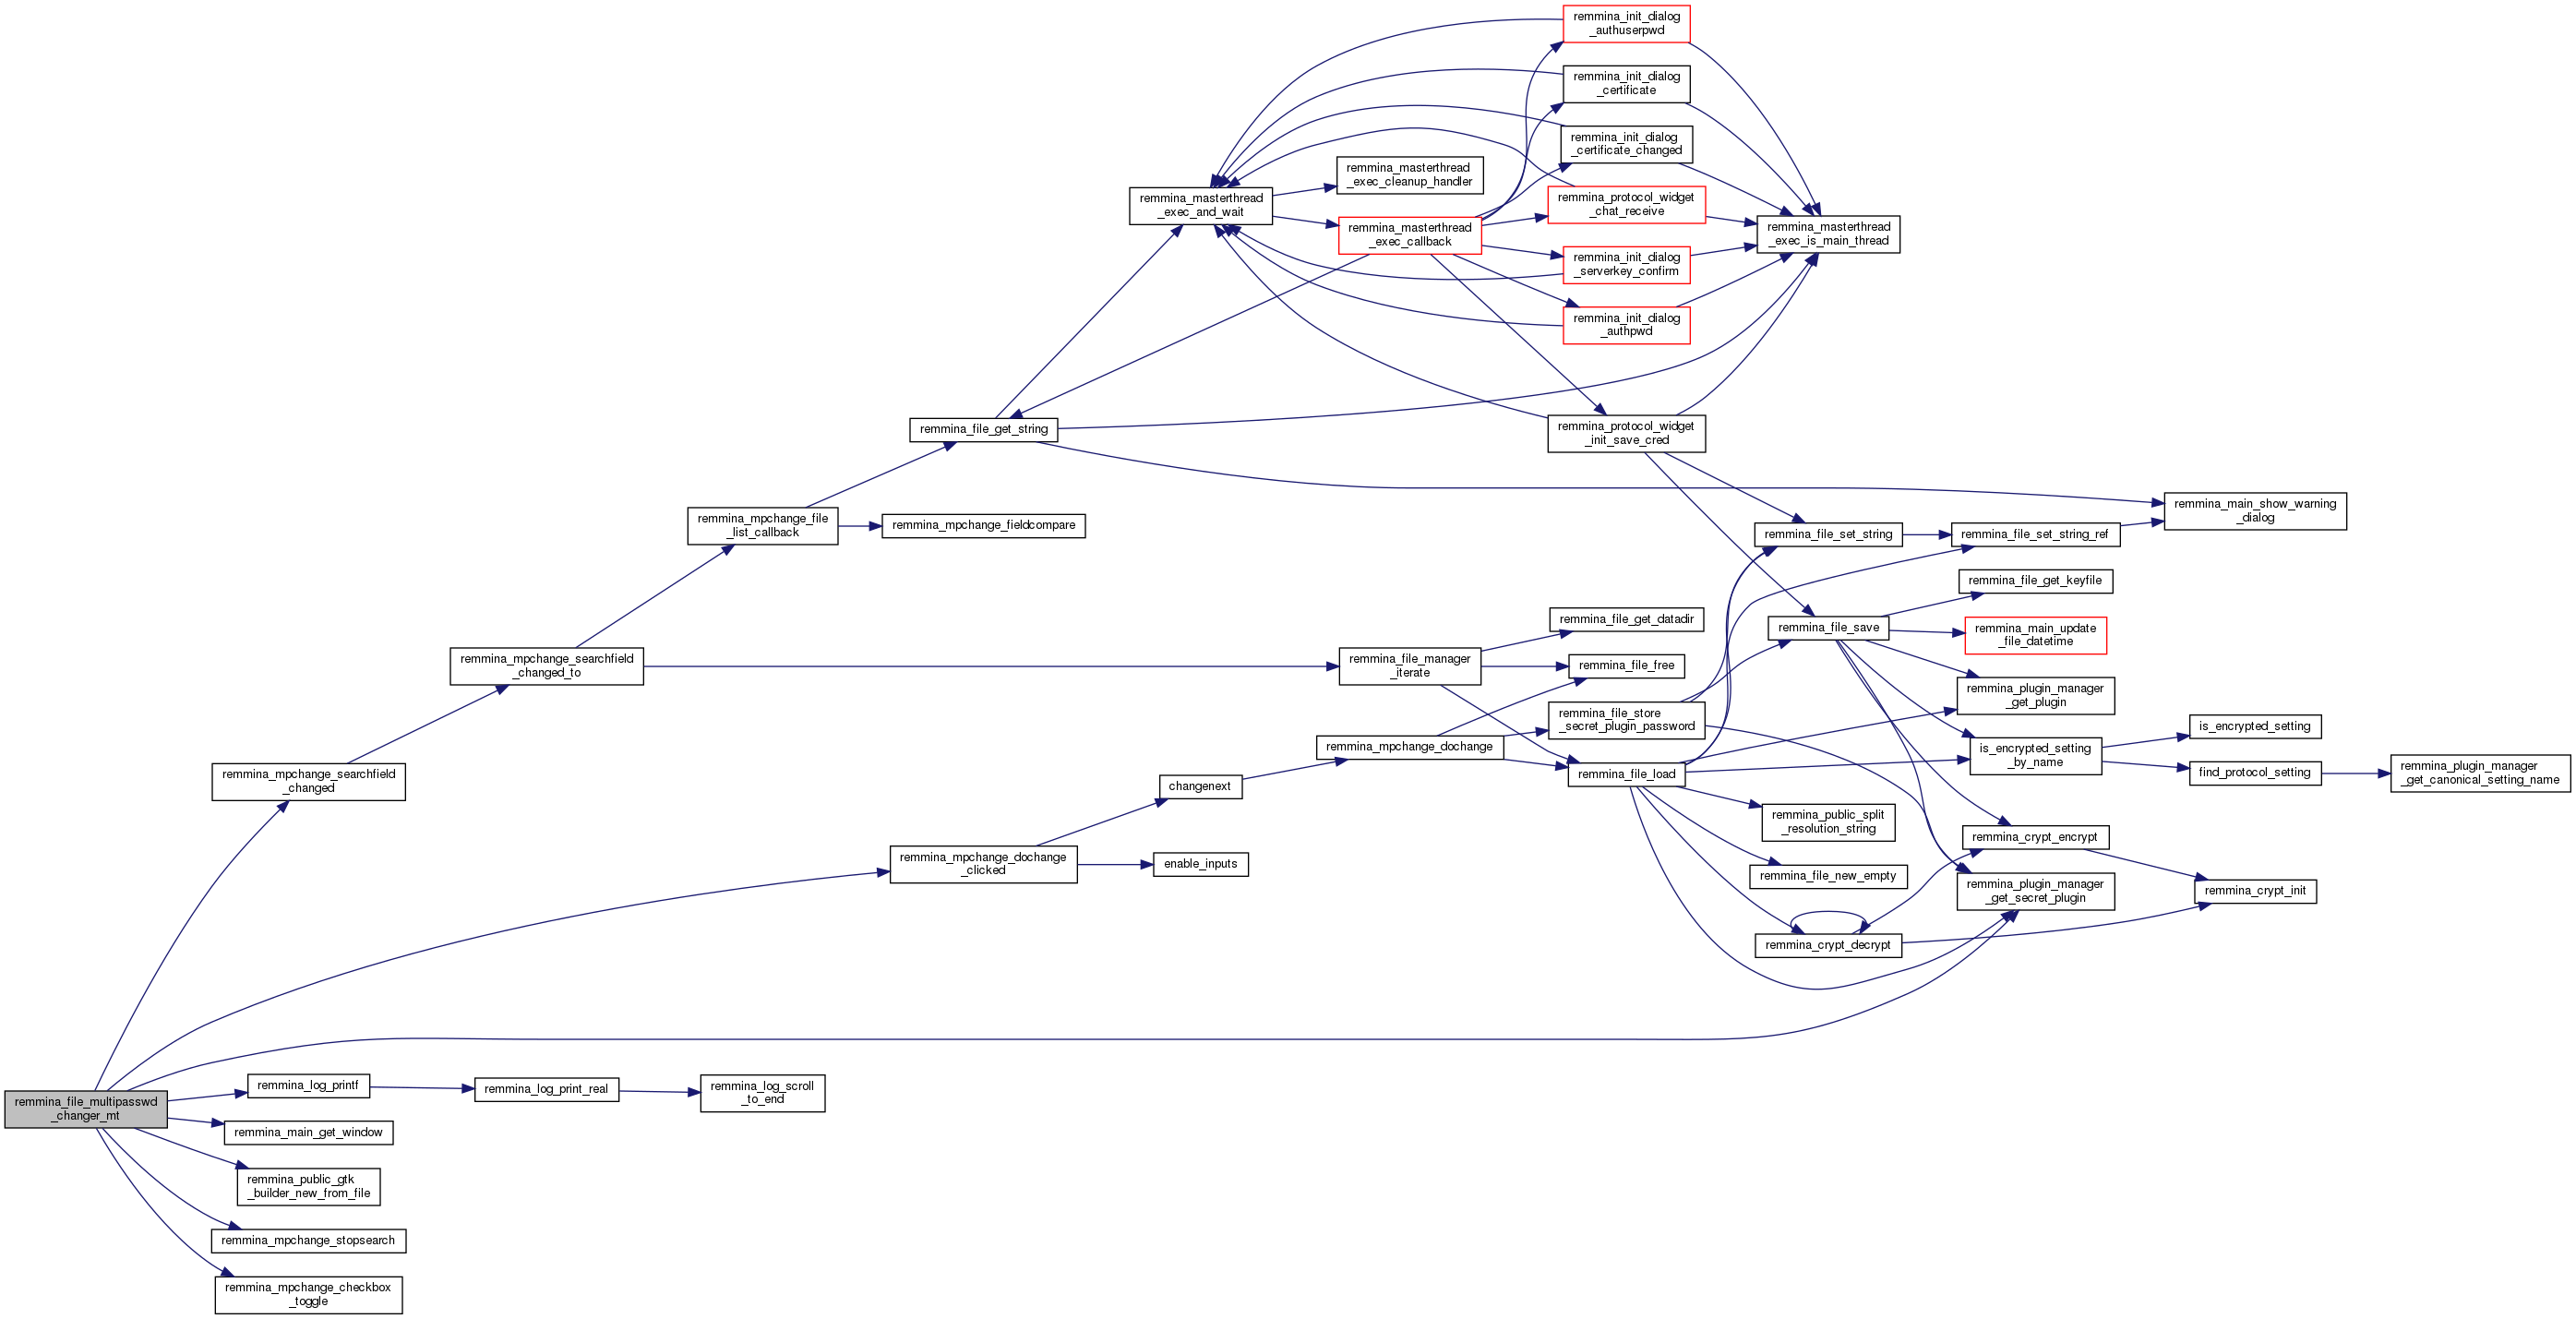 remmina_file_multipasswd
_changer_mt
remmina_mpchange_searchfield
_changed
remmina_mpchange_searchfield
_changed_to
remmina_mpchange_file
_list_callback
remmina_file_get_string
remmina_mpchange_fieldcompare
remmina_masterthread
_exec_and_wait
remmina_masterthread
_exec_cleanup_handler
remmina_masterthread
_exec_callback
remmina_init_dialog
_authuserpwd
remmina_init_dialog
_certificate
remmina_init_dialog
_certificate_changed
remmina_protocol_widget
_chat_receive
remmina_init_dialog
_serverkey_confirm
remmina_init_dialog
_authpwd
remmina_protocol_widget
_init_save_cred
remmina_masterthread
_exec_is_main_thread
remmina_main_show_warning
_dialog
remmina_file_set_string
remmina_file_set_string_ref
remmina_file_get_keyfile
remmina_file_save
remmina_main_update
_file_datetime
remmina_plugin_manager
_get_plugin
is_encrypted_setting
_by_name
is_encrypted_setting
find_protocol_setting
remmina_plugin_manager
_get_canonical_setting_name
remmina_file_manager
_iterate
remmina_file_get_datadir
remmina_file_free
remmina_file_store
_secret_plugin_password
remmina_mpchange_dochange
remmina_file_load
changenext
remmina_mpchange_dochange
_clicked
enable_inputs
remmina_public_split
_resolution_string
remmina_file_new_empty
remmina_crypt_decrypt
remmina_crypt_encrypt
remmina_plugin_manager
_get_secret_plugin
remmina_crypt_init
remmina_log_printf
remmina_log_print_real
remmina_log_scroll
_to_end
remmina_main_get_window
remmina_public_gtk
_builder_new_from_file
remmina_mpchange_stopsearch
remmina_mpchange_checkbox
_toggle